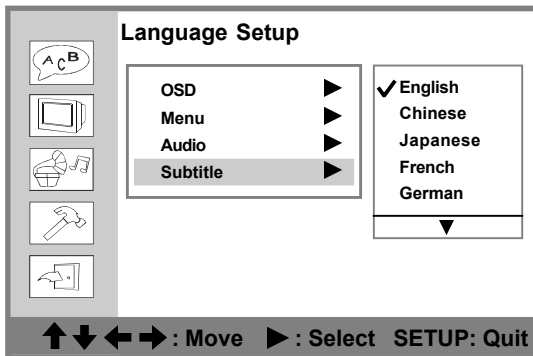 Language Setup
A C B
OSD
Menu
Audio
Subtitle
✓ English
Chinese
Japanese
French
German
: Move ▶ : Select SETUP: Quit